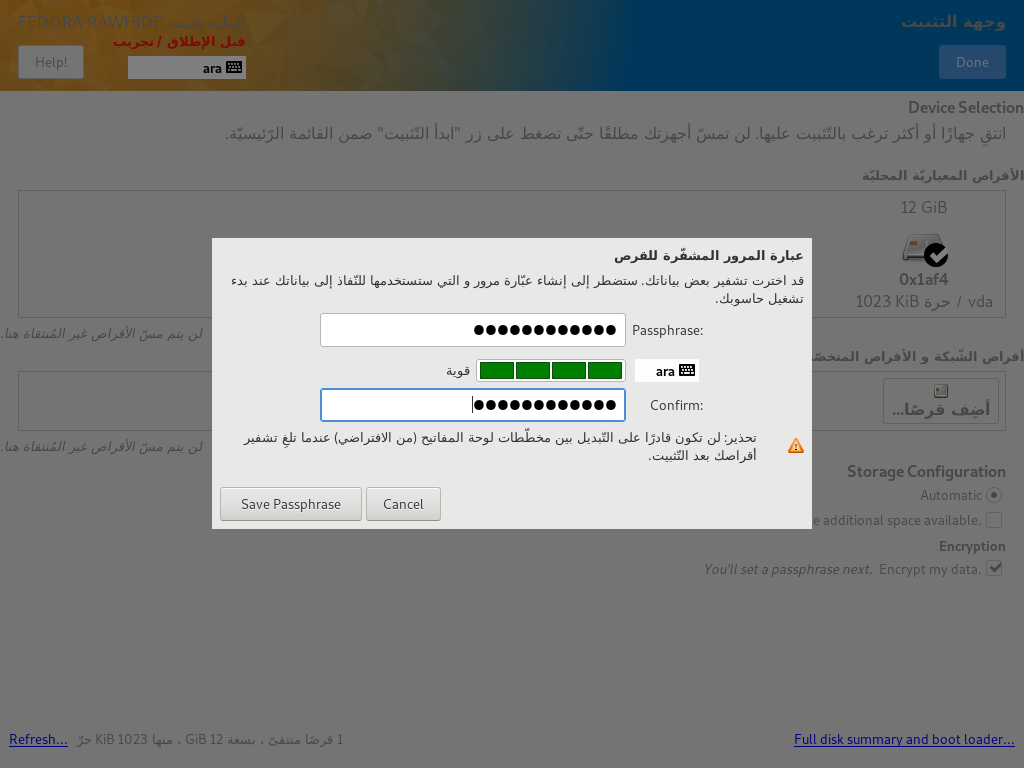 وجهة التثبيت
Done
عملية تثبيت FEDORA RAWHIDE
قبل الإطلاق / تجريب
ara
Help!
Device Selection
انتقِ جهازًا أو أكثر ترغب بالتّثبيت عليها. لن تمسّ أجهزتك مطلقًا حتّى تضغط على زر "ابدأ التّثبيت" ضمن القائمة الرّئيسيّة.
الأقراص المعياريّة المحليّة
12 GiB
0x1af4
vda / 1023 KiB حرة
لن يتم مسّ الأقراص غير المُنتقاة هنا.
عبارة المرور المشفّرة للقرص
قد اخترت تشفير بعض بياناتك. ستضطر إلى إنشاء عبّارة مرور و التي ستستخدمها للنّفاذ إلى بياناتك عند بدء
تشغيل حاسوبك.
Passphrase: ●●●●●●●●●●●●
ara
قوية
Confirm: ●●●●●●●●●●●●
تحذير: لن تكون قادرًا على التّبديل بين مخطّطات لوحة المفاتيح (من الافتراضي) عندما تلغِ تشفير
أقراصك بعد التّثبيت.
Cancel
Save Passphrase
أقراص الشّبكة و الأقراص
أضِف قرصًا...
لن يتم مسّ الأقراص غير المُنتقاة هنا.
Storage Configuration
Automatic
additional space available.
Encryption
Encrypt my data. You'll set a passphrase next.
Full disk summary and boot loader...
1 قرصًا منتقىً ، بسعة 12 GiB ، منها 1023 KiB حرّ
Refresh...